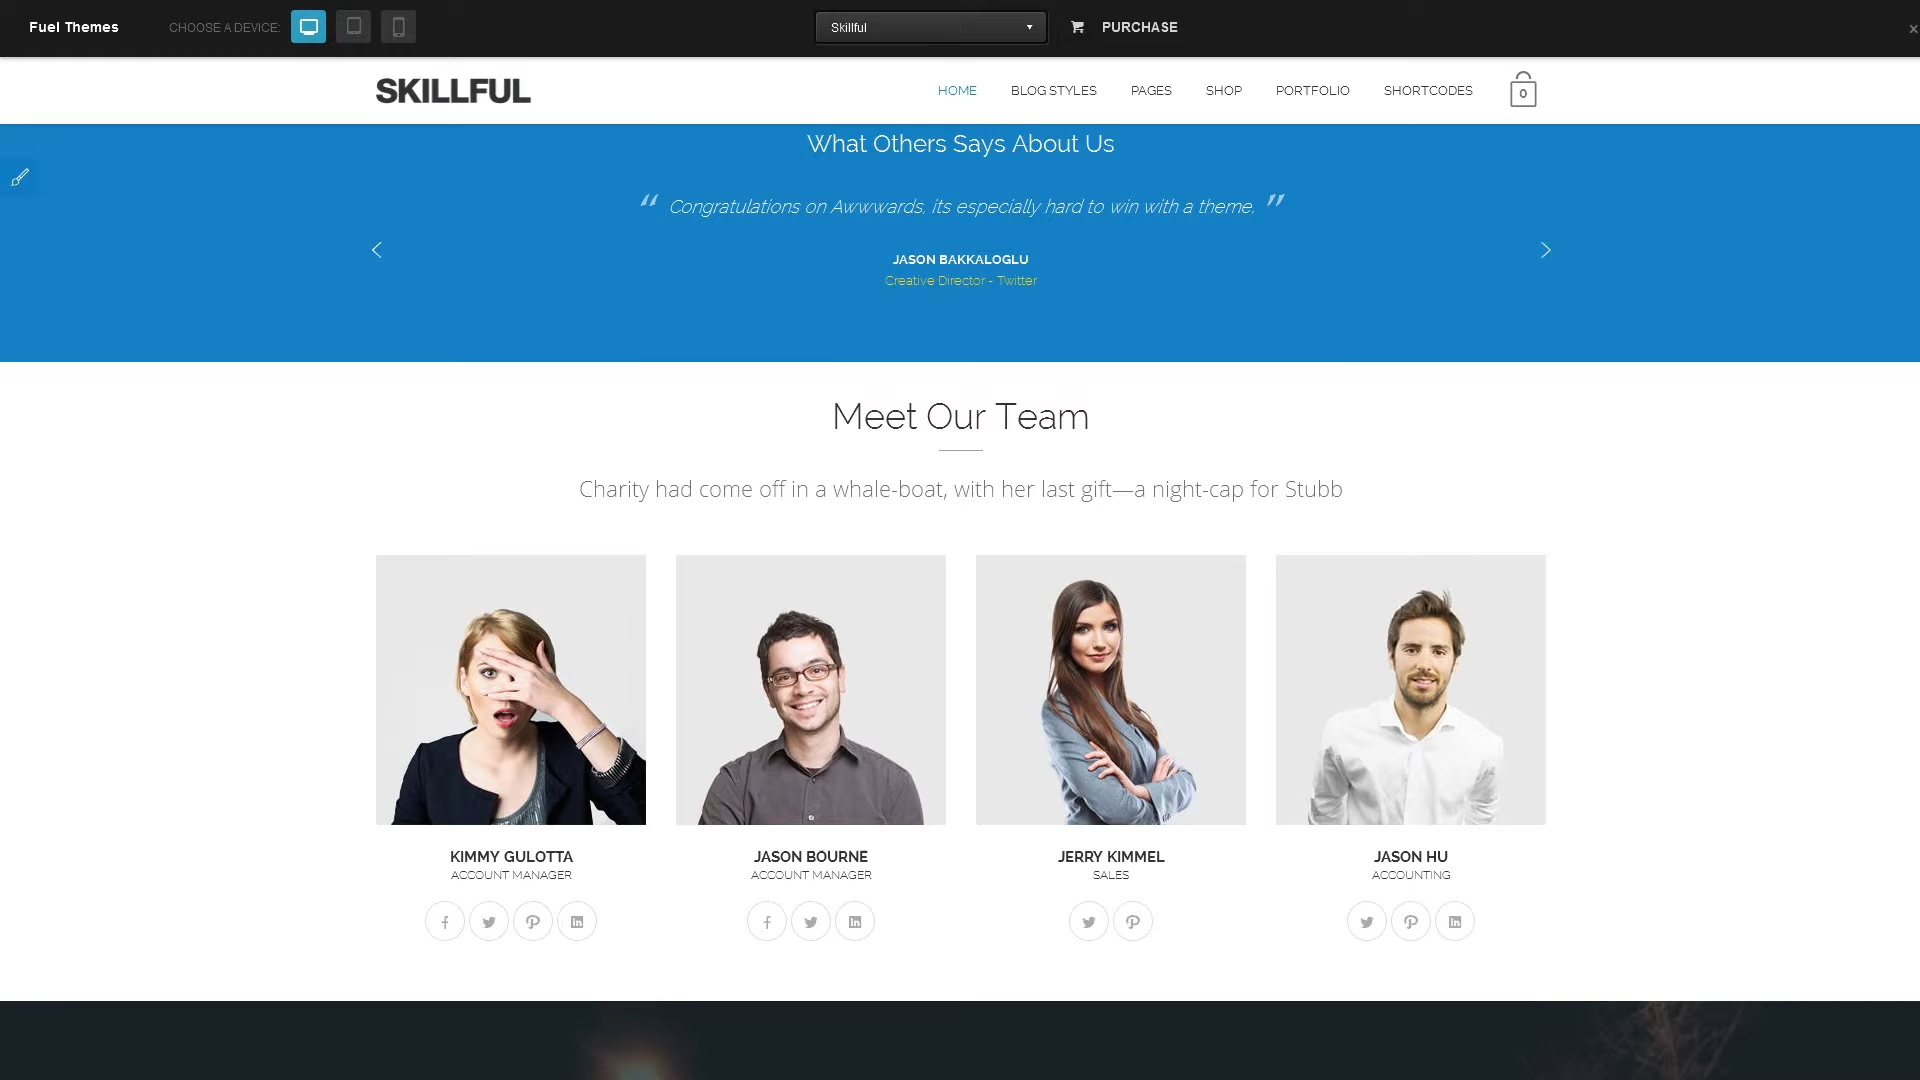 Fuel Themes CHOOSE A DEVICE: Skillful PURCHASE ×
SKILLFUL HOME BLOG STYLES PAGES SHOP PORTFOLIO SHORTCODES 0
What Others Says About Us
“ Congratulations on Awwwards, its especially hard to win with a theme. ”
JASON BAKKALOGLU
Creative Director - Twitter
Meet Our Team
Charity had come off in a whale-boat, with her last gift—a night-cap for Stubb
KIMMY GULOTTA JASON BOURNE JERRY KIMMEL JASON HU
ACCOUNT MANAGER ACCOUNT MANAGER SALES ACCOUNTING